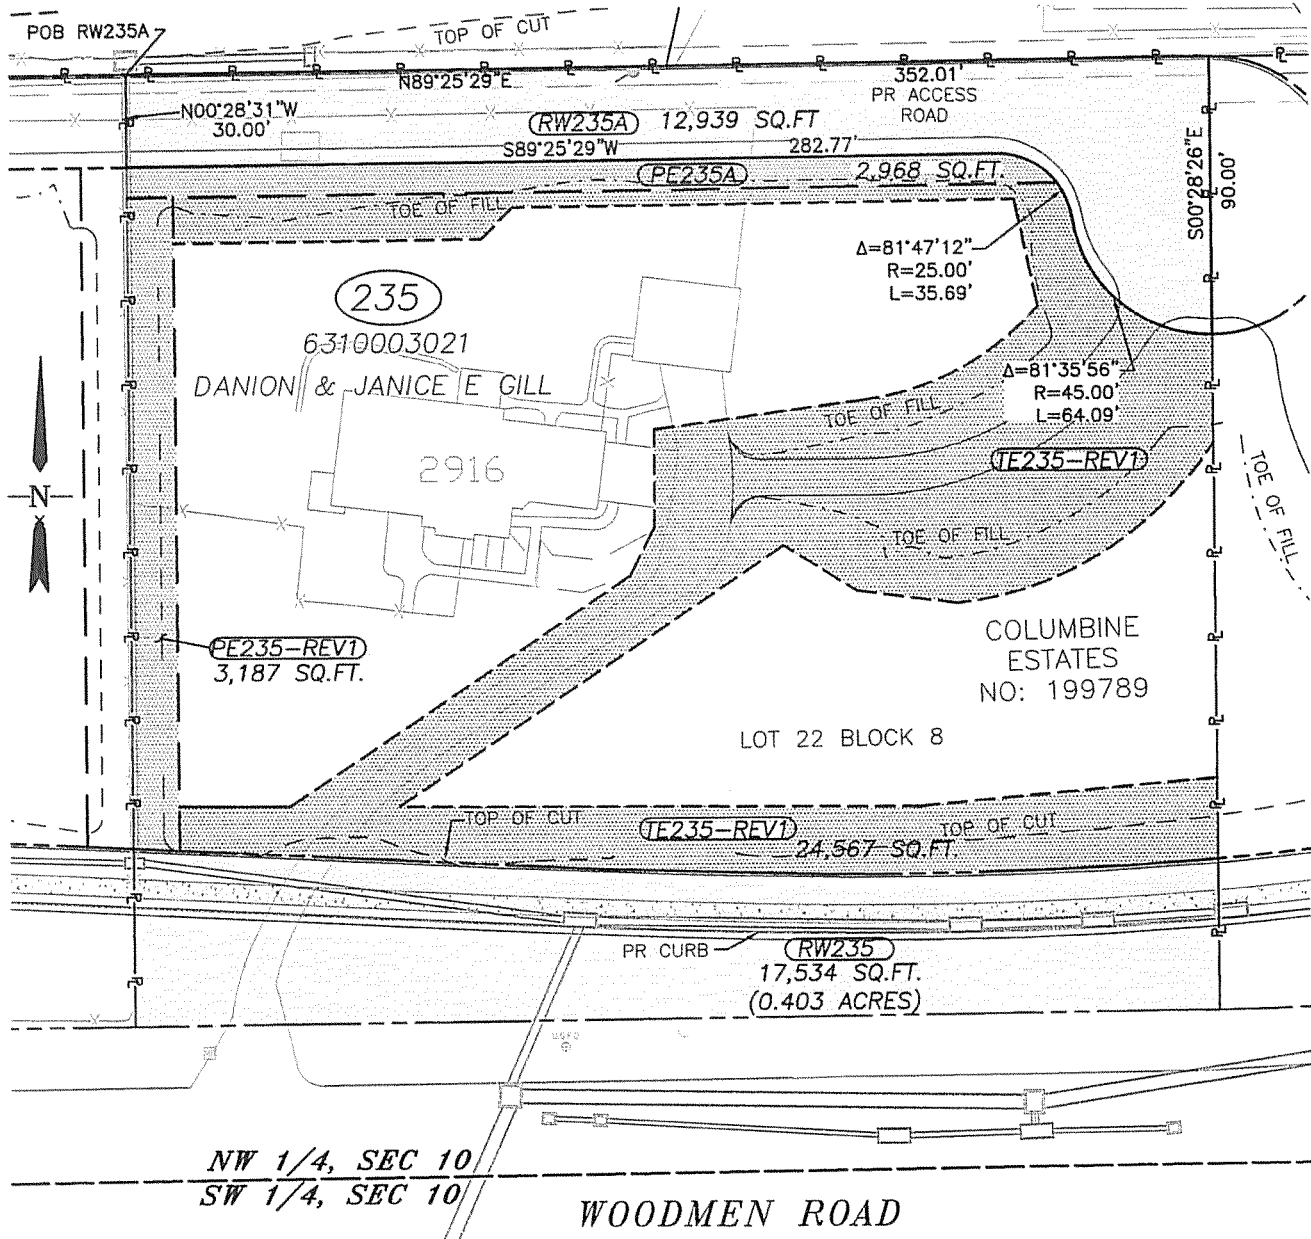 POB RW235A
TOP OF CUT
N89°25'29"E
352.01'
PR ACCESS
ROAD
N00°28'31"W
30.00'
RW235A 12,939 SQ.FT
S89°25'29"W 282.77'
PE235A 2,968 SQ.FT.
S00°28'26"E
90.00'
TOE OF FILL
Δ=81°47'12"
R=25.00'
L=35.69'
235
6310003021
DANION & JANICE E GILL
Δ=81°35'56"
R=45.00'
L=64.09'
TOE OF FILL
2916
TE235-REV1
N
TOE OF FILL
TOE OF FILL
PE235-REV1
3,187 SQ.FT.
COLUMBINE
ESTATES
NO: 199789
LOT 22 BLOCK 8
TOP OF CUT
TE235-REV1
24,567 SQ.FT.
TOP OF CUT
PR CURB
RW235
17,534 SQ.FT.
(0.403 ACRES)
NW 1/4, SEC 10
SW 1/4, SEC 10
WOODMEN ROAD